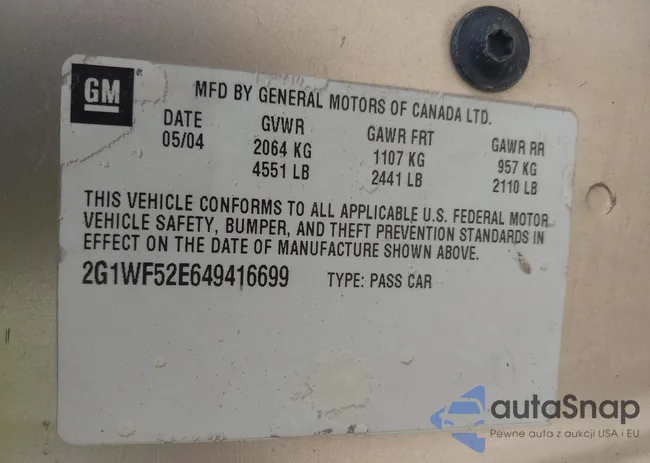 GM
MFD BY GENERAL MOTORS OF CANADA LTD.
DATE GVWR GAWR FRT GAWR RR
05/04 2064 KG 1107 KG 957 KG
4551 LB 2441 LB 2110 LB
THIS VEHICLE CONFORMS TO ALL APPLICABLE U.S. FEDERAL MOTOR
VEHICLE SAFETY, BUMPER, AND THEFT PREVENTION STANDARDS IN
EFFECT ON THE DATE OF MANUFACTURE SHOWN ABOVE.
2G1WF52E649416699 TYPE: PASS CAR
autaSnap
Pewne auta z aukcji USA i EU